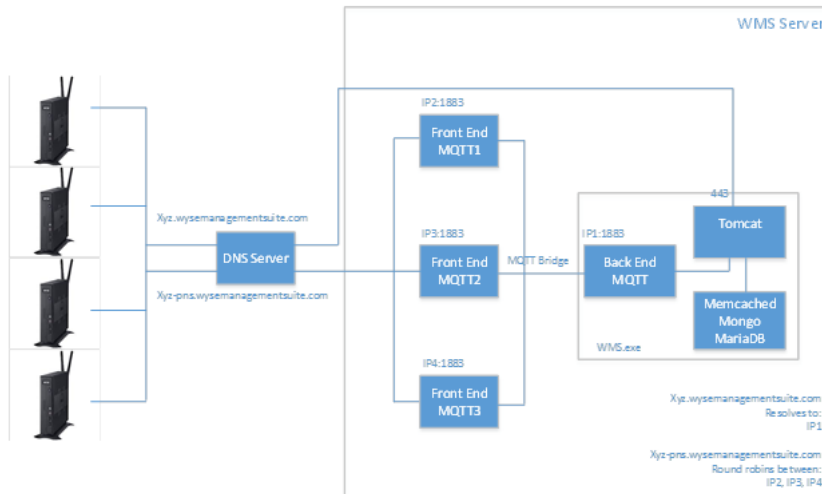 WMS Server
IP2:1883
Front End
MQTT1
Xyz.wysemanagementsuite.com
DNS Server
Xyz-pns.wysemanagementsuite.com
IP3:1883
Front End
MQTT2
MQTT Bridge
IP1:1883
Back End
MQTT
443
Tomcat
Memcached
Mongo
MariaDB
WMS.exe
IP4:1883
Front End
MQTT3
Xyz.wysemanagementsuite.com
Resolves to:
IP1
Xyz-pns.wysemanagementsuite.com
Round robins between:
IP2, IP3, IP4